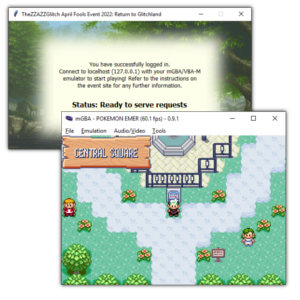 TheZZAZZGlitch April Fools Event 2022: Return to Glitchland
You have successfully logged in.
Connect to localhost (127.0.0.1) with your mGBA/VBA-M
emulator to start playing! Refer to the instructions on
the event site for any further information.
Status: Ready to serve requests
mGBA - POKEMON EMER (60.1 fps) - 0.9.1
File Emulation Audio/Video Tools
CENTRAL SQUARE